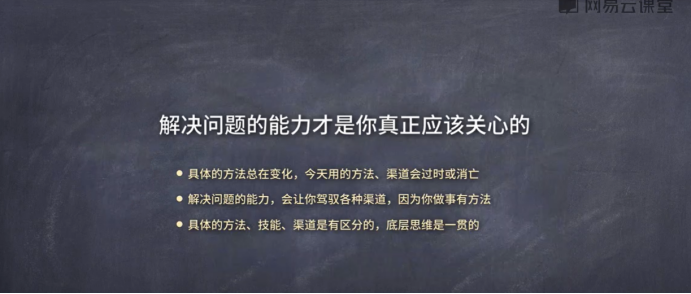 网易云课堂
解决问题的能力才是你真正应该关心的
具体的方法总在变化，今天用的方法、渠道会过时或消亡
解决问题的能力，会让你驾驭各种渠道，因为你做事有方法
具体的方法、技能、渠道是有区分的，底层思维是一贯的